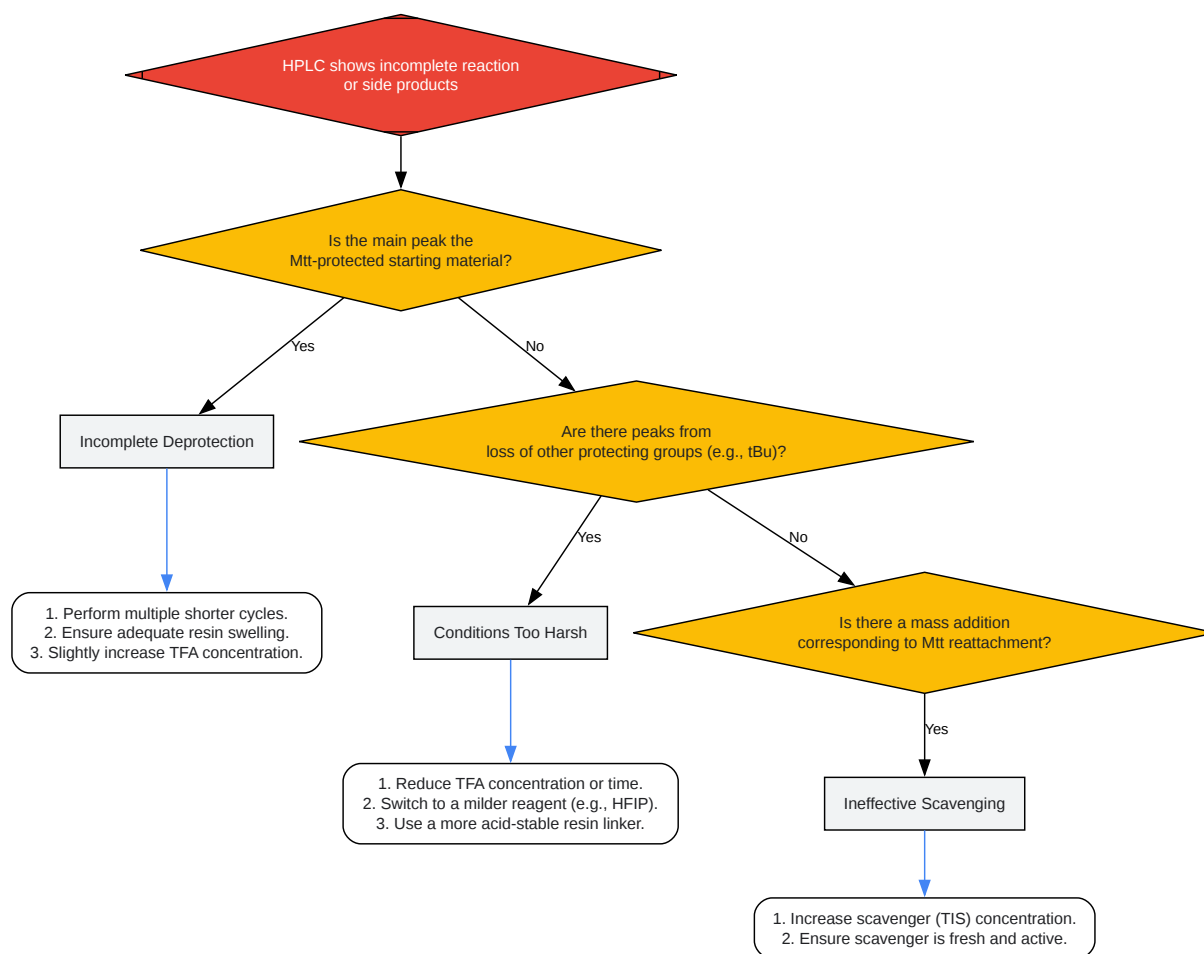 HPLC shows incomplete reaction
or side products
Is the main peak the
Mtt-protected starting material?
Yes
No
Incomplete Deprotection
Are there peaks from
loss of other protecting groups (e.g., tBu)?
Yes
No
1. Perform multiple shorter cycles.
2. Ensure adequate resin swelling.
3. Slightly increase TFA concentration.
Conditions Too Harsh
Is there a mass addition
corresponding to Mtt reattachment?
Yes
1. Reduce TFA concentration or time.
2. Switch to a milder reagent (e.g., HFIP).
3. Use a more acid-stable resin linker.
Ineffective Scavenging
1. Increase scavenger (TIS) concentration.
2. Ensure scavenger is fresh and active.